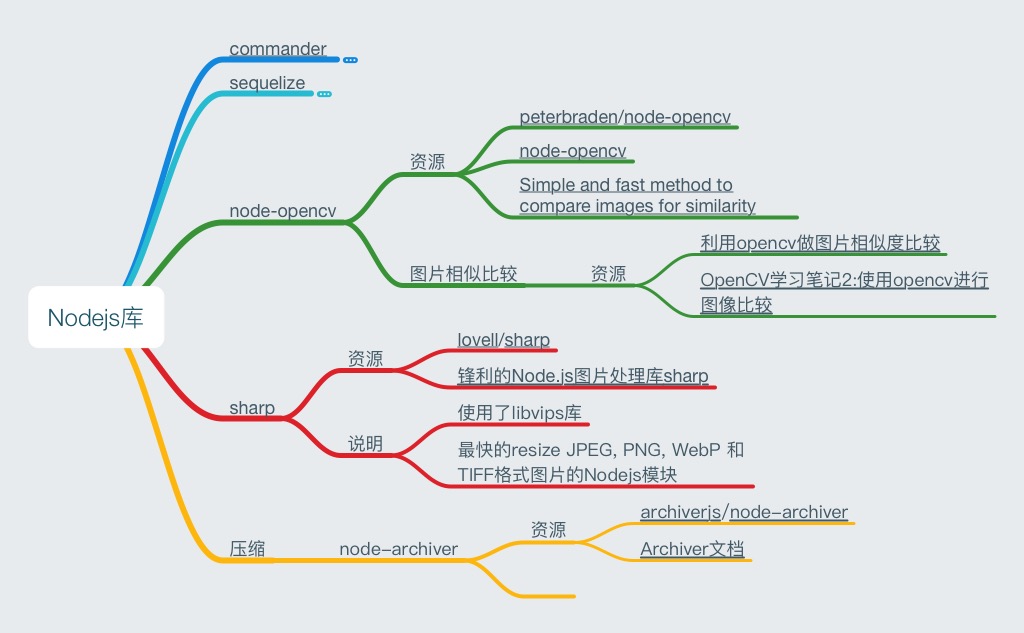 commander
sequelize
peterbraden/node-opencv
资源
node-opencv
Simple and fast method to
compare images for similarity
node-opencv
利用opencv做图片相似度比较
图片相似比较
资源
OpenCV学习笔记2:使用opencv进行
图像比较
Nodejs库
lovell/sharp
资源
锋利的Node.js图片处理库sharp
sharp
使用了libvips库
说明
最快的resize JPEG, PNG, WebP 和
TIFF格式图片的Nodejs模块
archiverjs/node-archiver
资源
压缩
node-archiver
Archiver文档